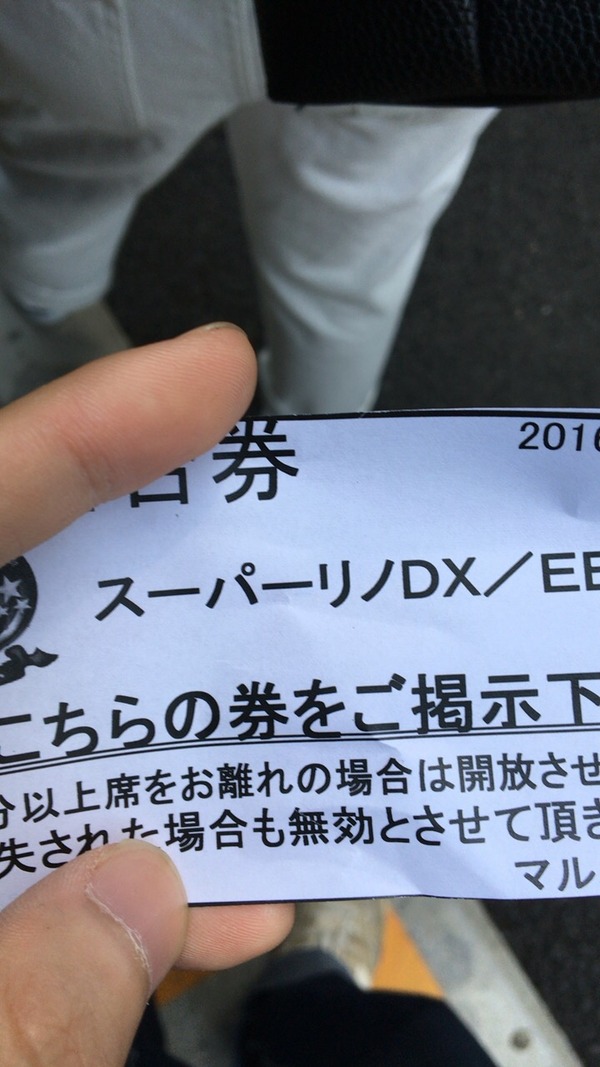 券 2016
スーパーリノDX／EE
こちらの券をご掲示下
分以上席をお離れの場合は開放させ
失された場合も無効とさせて頂き
マル